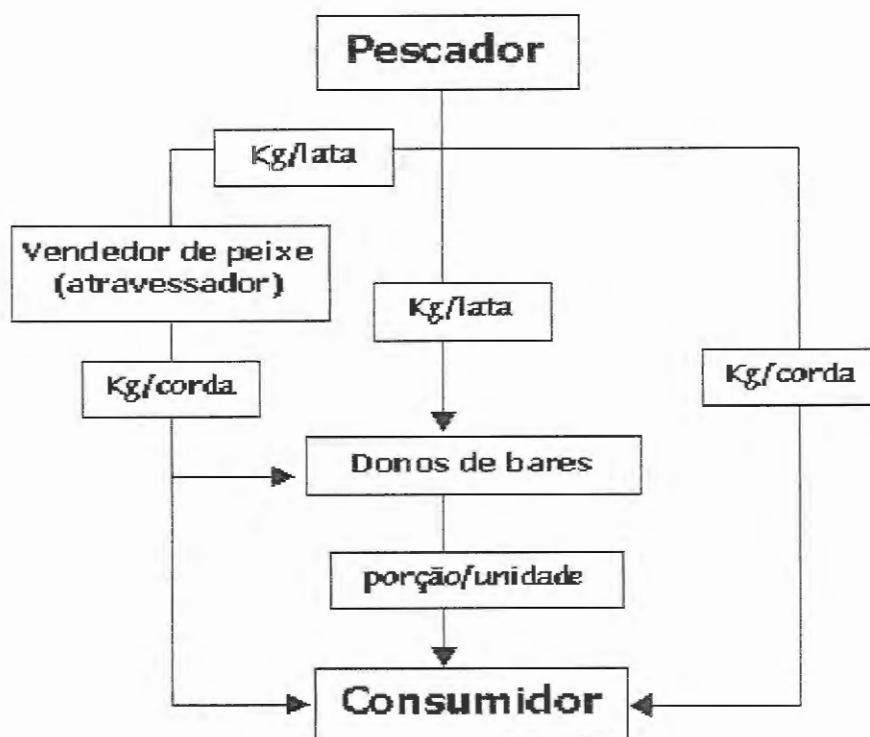 Pescador
Kg/lata
Vendedor de peixe
(atravessador)
Kg/lata
Kg/corda
Kg/corda
Donos de bares
porção/unidade
Consumidor